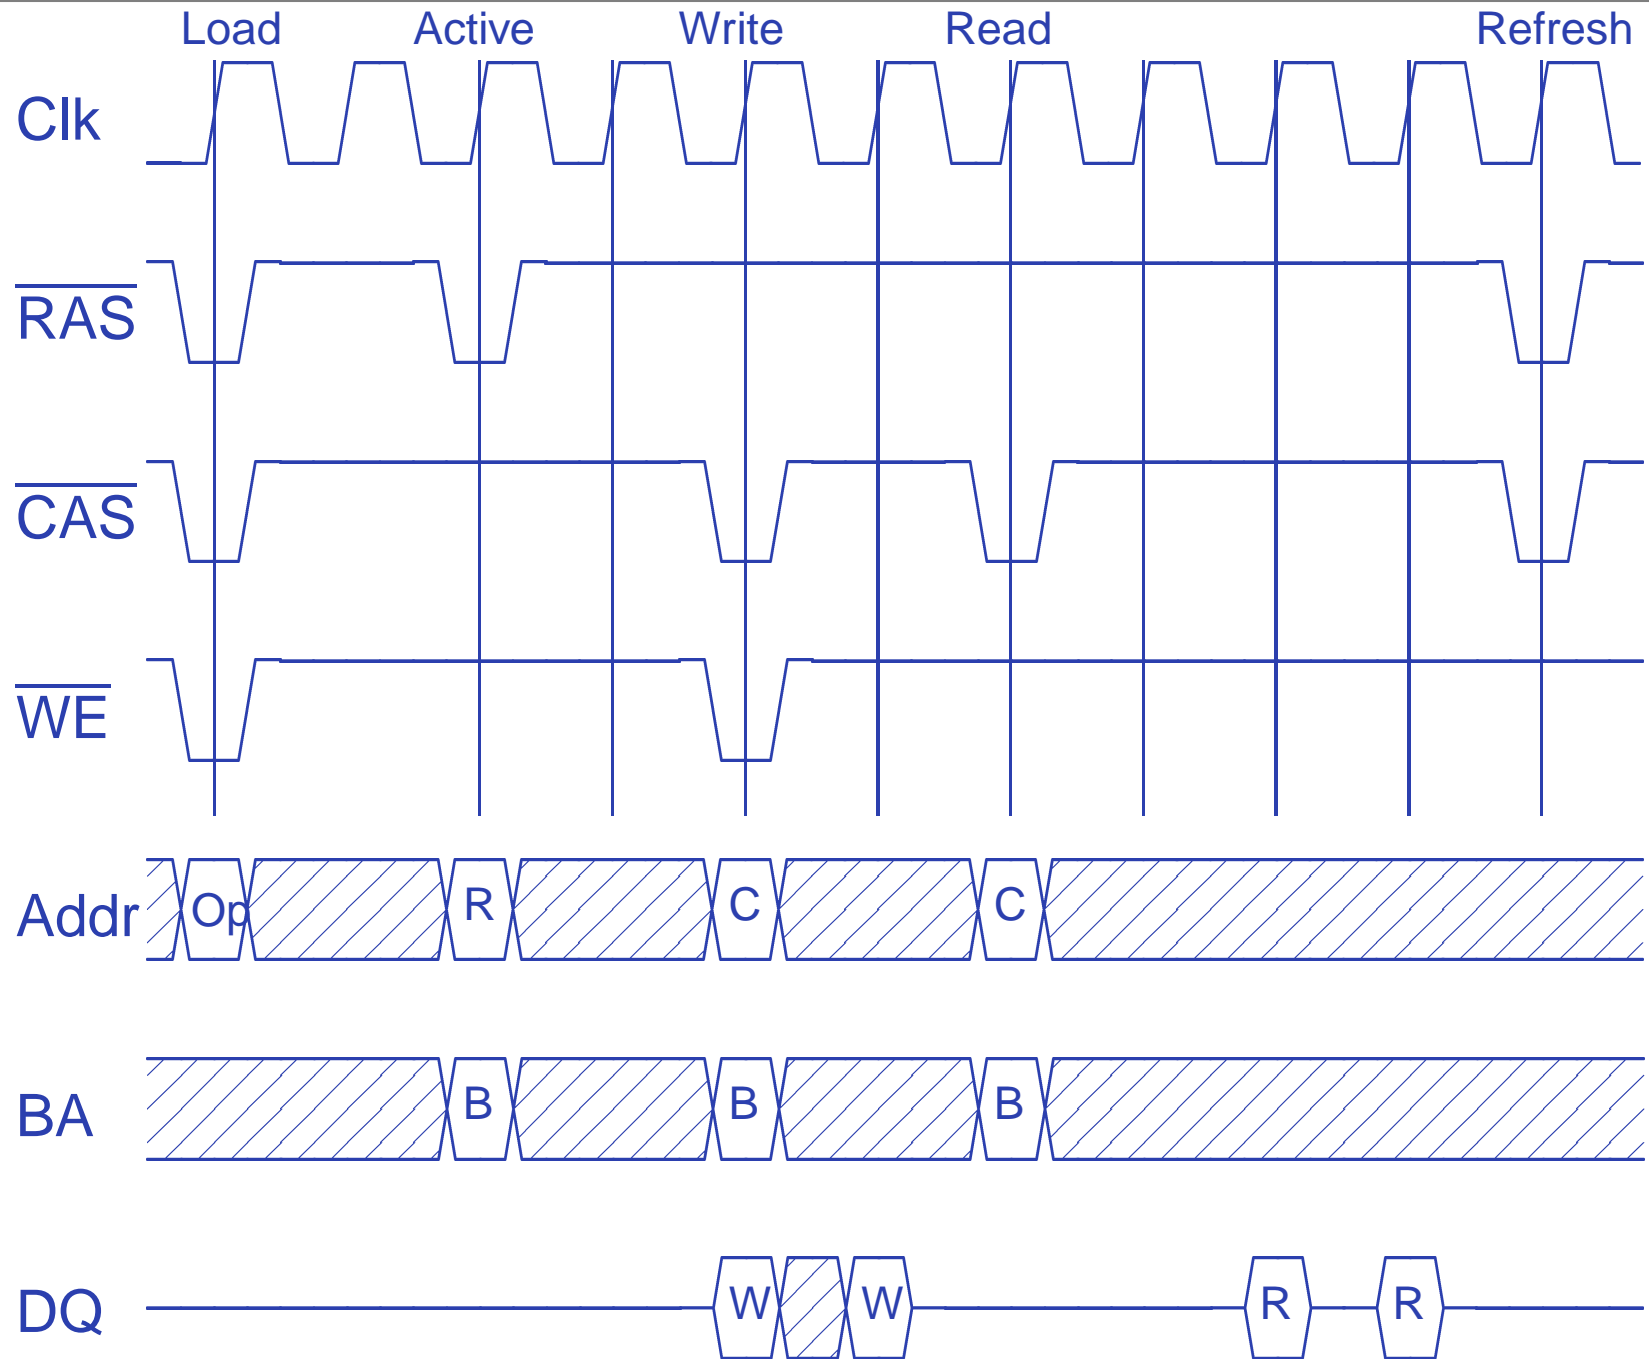 Load Active Write Read Refresh
Clk
RAS
CAS
WE
Addr Op R C C
BA B B B
DQ W W R R